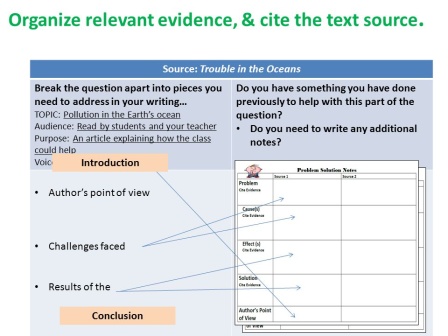 Organize relevant evidence, & cite the text source.
Source: Trouble in the Oceans
Break the question apart into pieces you
need to address in your writing…
TOPIC: Pollution in the Earth's ocean
Audience: Read by students and your teacher
Purpose: An article explaining how the class
could help
Voic
Do you have something you have done
previously to help with this part of the
question?
• Do you need to write any additional
notes?
Introduction
• Author's point of view
• Challenges faced
• Results of the
Conclusion
Problem Solution Notes
Source 1 Source 2
Problem
Cite Evidence
Cause(s)
Cite Evidence
Effect (s)
Cite Evidence
Solution
Cite Evidence
Author's Point
of View
of View